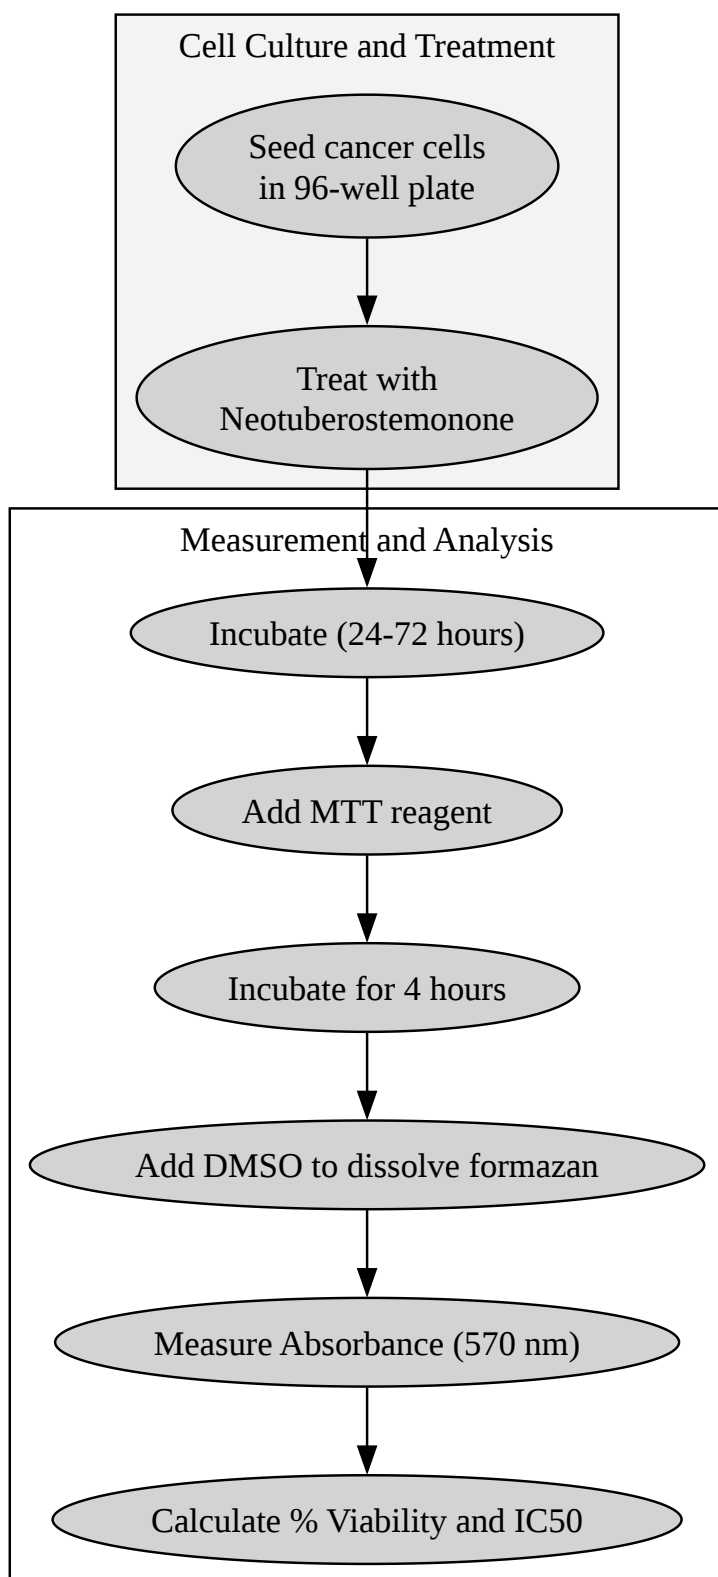 Cell Culture and Treatment
Seed cancer cells
in 96-well plate
Treat with
Neotuberostemonone
Measurement and Analysis
Incubate (24-72 hours)
Add MTT reagent
Incubate for 4 hours
Add DMSO to dissolve formazan
Measure Absorbance (570 nm)
Calculate % Viability and IC50